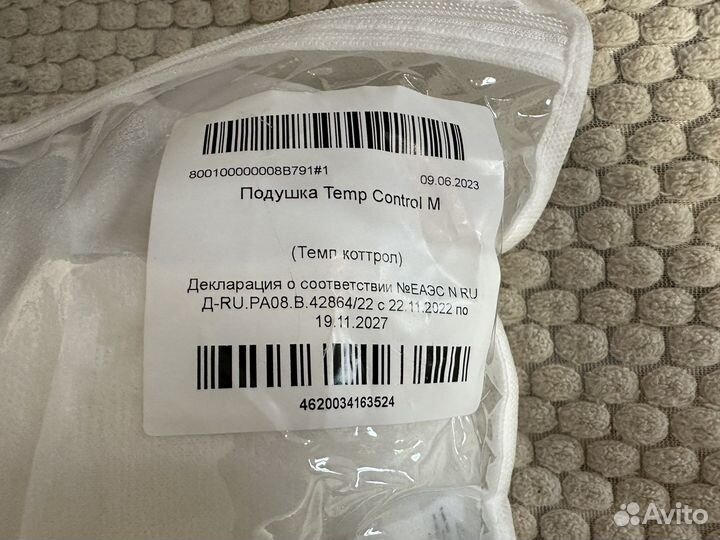 800100000008B791#1 09.06.2023
Подушка Temp Control M
(Темп коттрол)
Декларация о соответствии №ЕАЭС N RU
Д-RU.РА08.В.42864/22 с 22.11.2022 по
19.11.2027
4620034163524
Avito